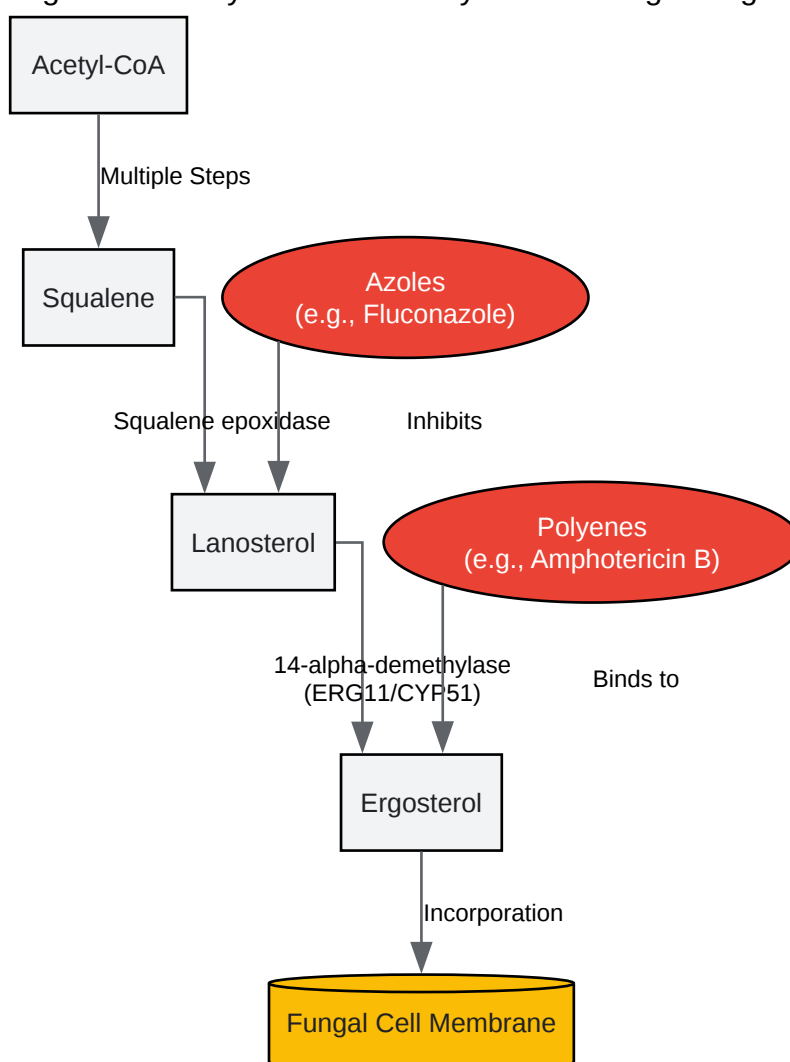 Acetyl-CoA
Multiple Steps
Squalene
Azoles
(e.g., Fluconazole)
Squalene epoxidase
Inhibits
Lanosterol
Polyenes
(e.g., Amphotericin B)
14-alpha-demethylase
(ERG11/CYP51)
Binds to
Ergosterol
Incorporation
Fungal Cell Membrane